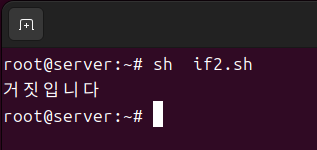 root@server:~# sh  if2.sh
거짓입니다
root@server:~#